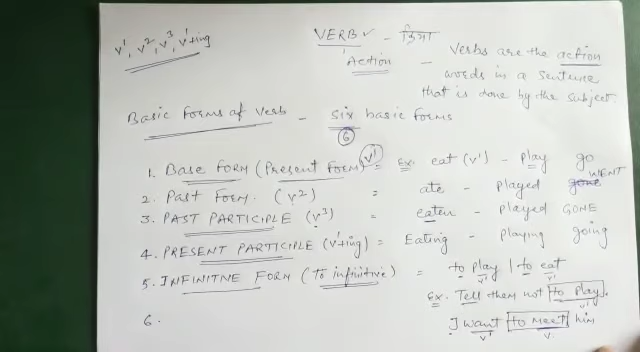 V¹, V², V³, V¹+ing
VERB ✓ - क्रिया
Action - Verbs are the action
words in a sentence
that is done by the subject.
Basic Forms of Verb - six basic forms
6
1. Base FORM (Present Form) V¹ = Ex. eat (V¹) - play go
2. Past Form. (V²) = ate - played gone WENT
3. PAST PARTICIPLE (V³) = eaten - played GONE
4. PRESENT PARTICIPLE (V¹+ing) = Eating - playing going
5. INFINITNE FORM (To infinitive) = to play | to eat
V¹ V¹
Ex. Tell them not to play.
V¹ V¹
6. I want to meet him
V¹ V.